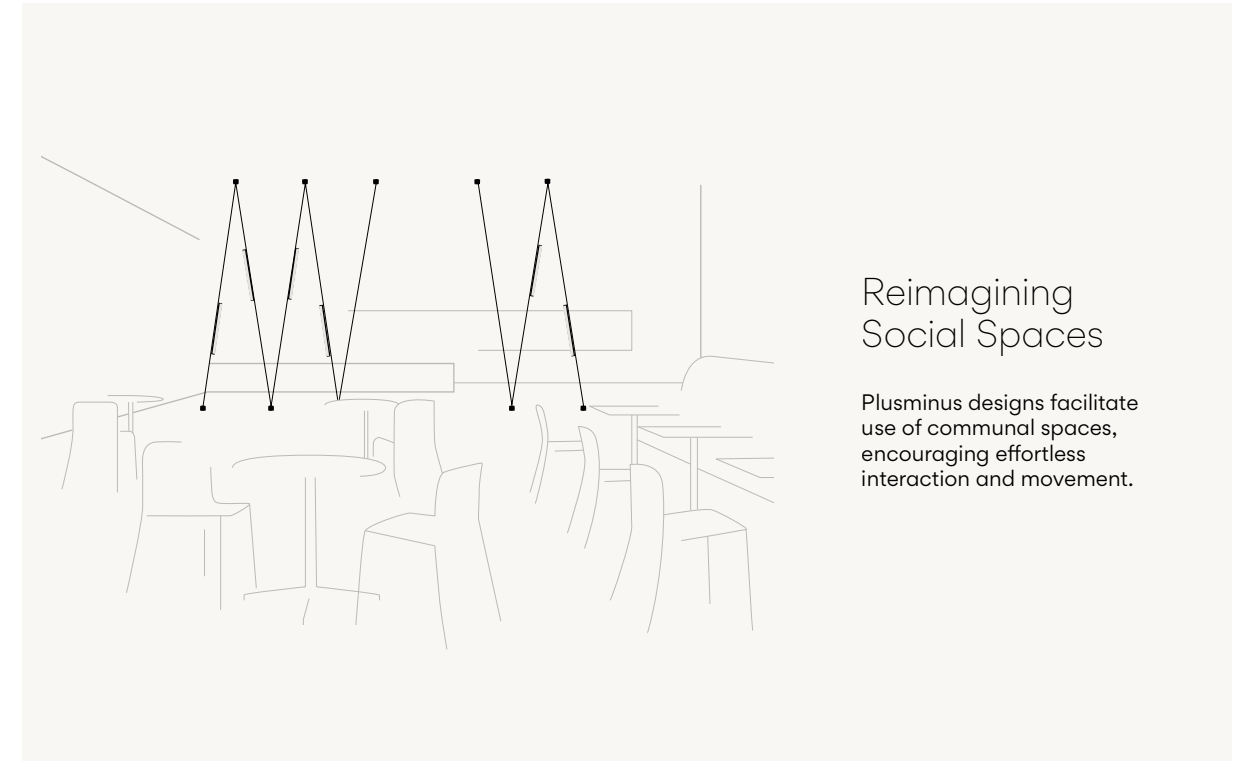 Reimagining
Social Spaces
Plusminus designs facilitate
use of communal spaces,
encouraging effortless
interaction and movement.